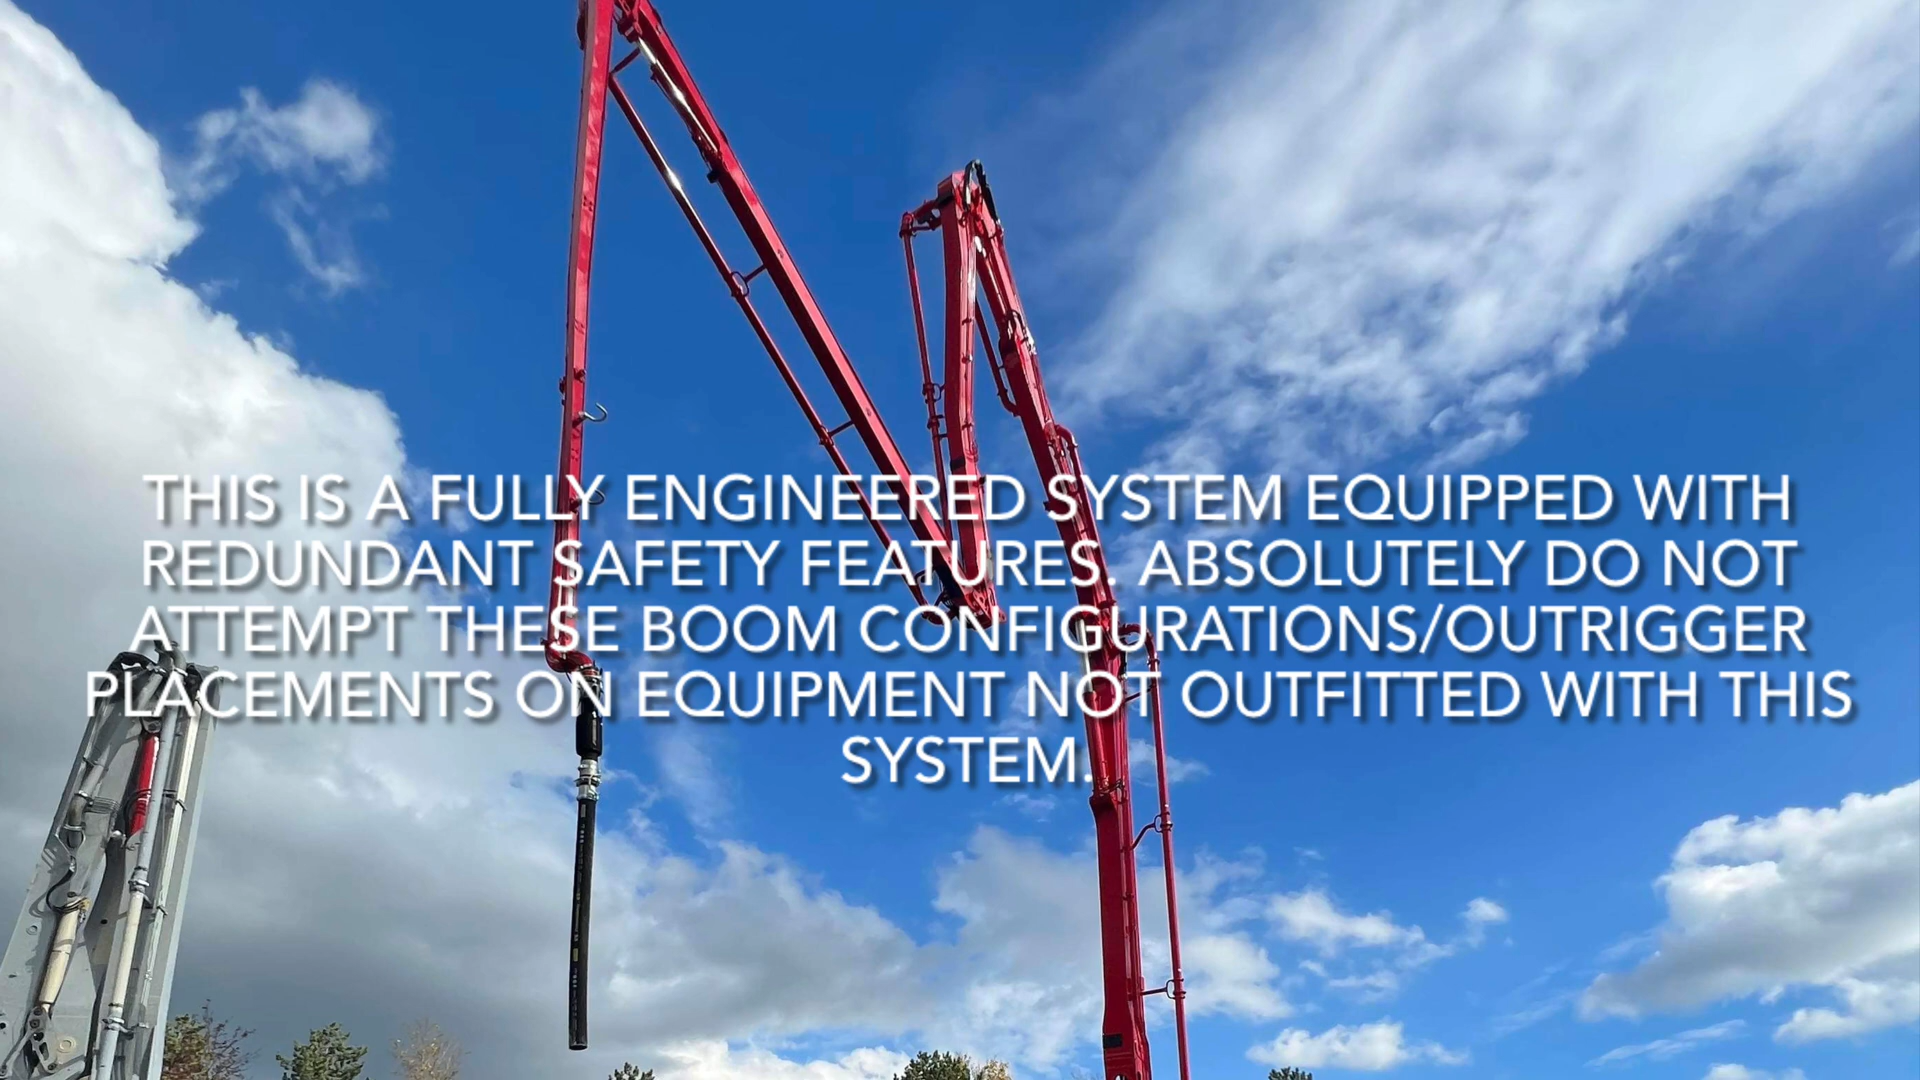 THIS IS A FULLY ENGINEERED SYSTEM EQUIPPED WITH
REDUNDANT SAFETY FEATURES. ABSOLUTELY DO NOT
ATTEMPT THESE BOOM CONFIGURATIONS/OUTRIGGER
PLACEMENTS ON EQUIPMENT NOT OUTFITTED WITH THIS
SYSTEM.